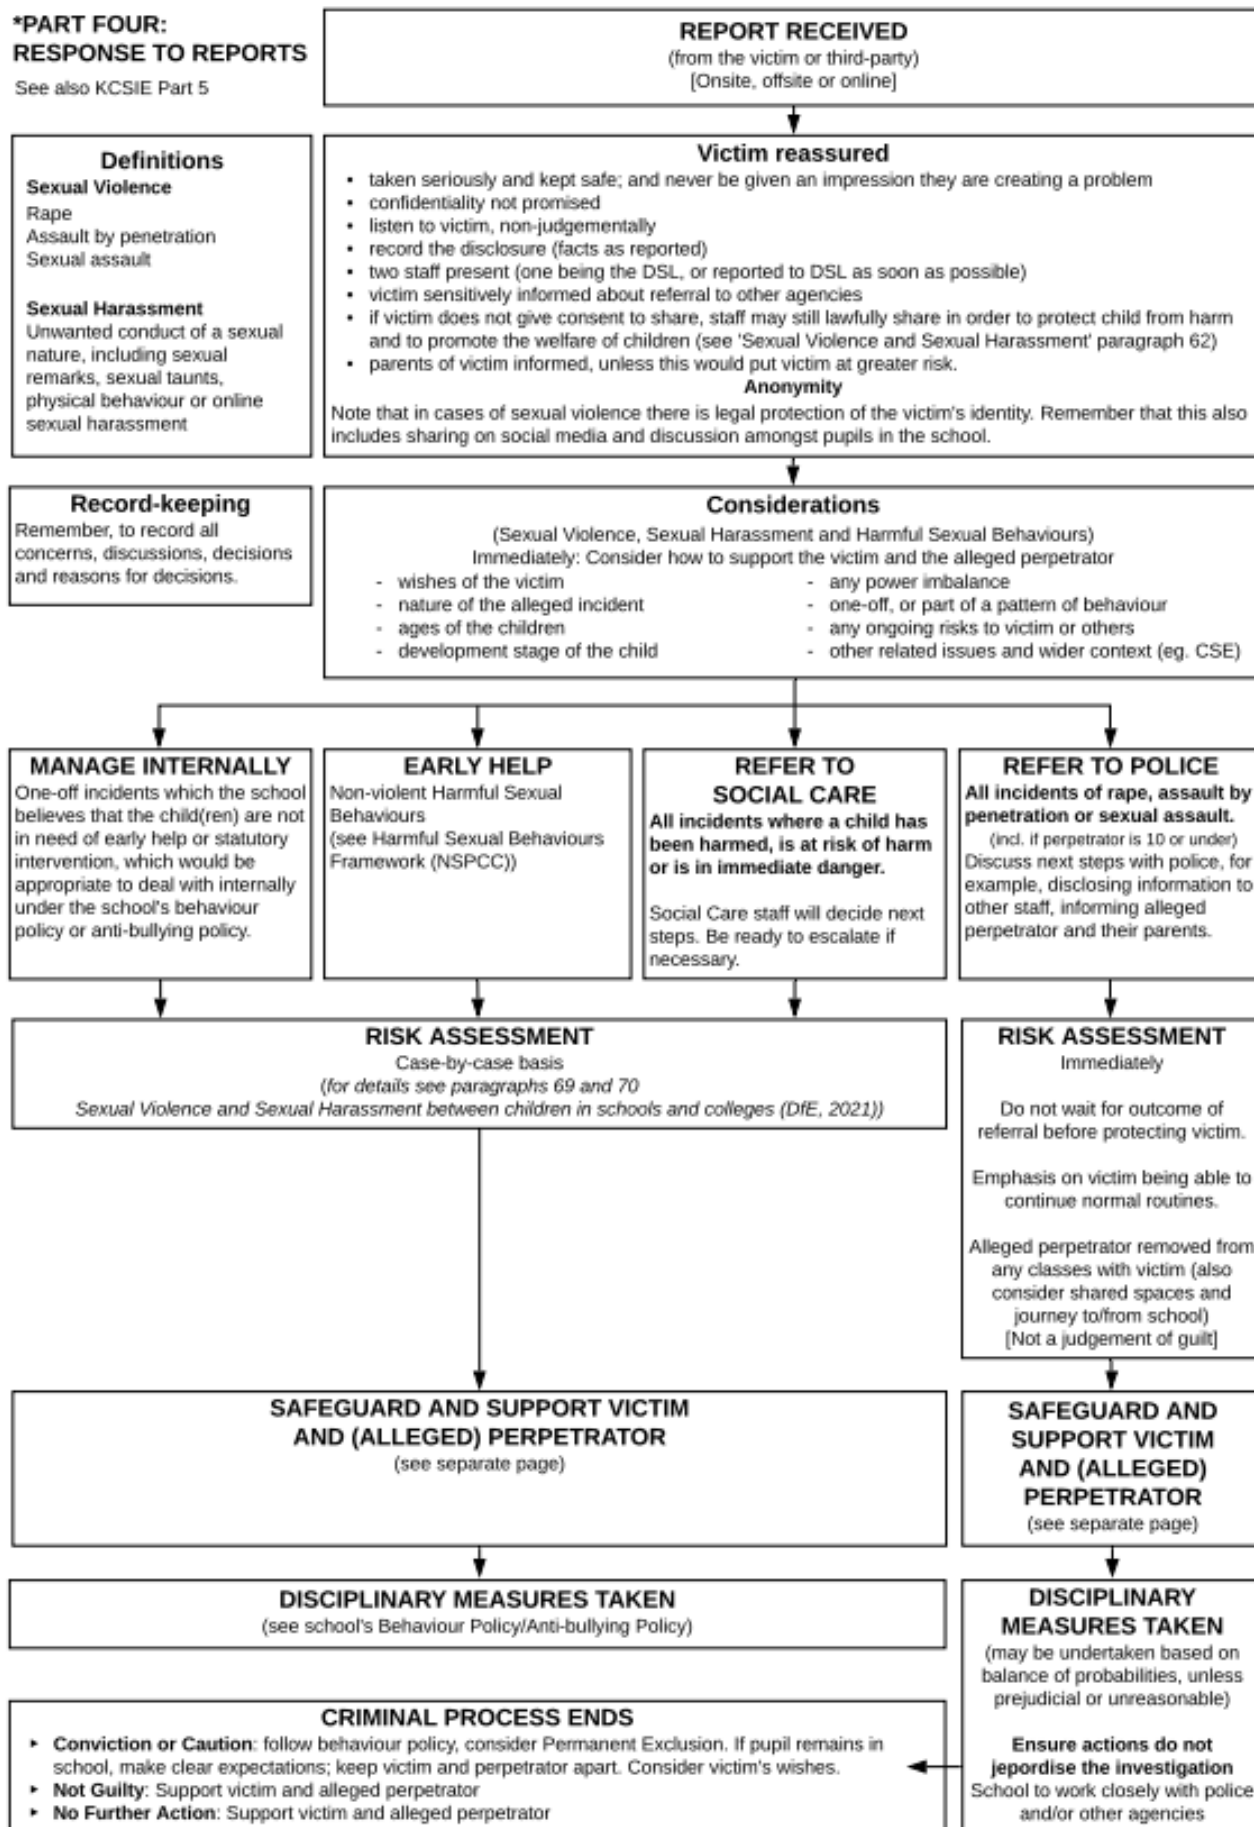 *PART FOUR:
RESPONSE TO REPORTS
See also KCSIE Part 5
REPORT RECEIVED
(from the victim or third-party)
[Onsite, offsite or online]
Definitions
Sexual Violence
Rape
Assault by penetration
Sexual assault
Sexual Harassment
Unwanted conduct of a sexual
nature, including sexual
remarks, sexual taunts,
physical behaviour or online
sexual harassment
Victim reassured
• taken seriously and kept safe; and never be given an impression they are creating a problem
• confidentiality not promised
• listen to victim, non-judgementally
• record the disclosure (facts as reported)
• two staff present (one being the DSL, or reported to DSL as soon as possible)
• victim sensitively informed about referral to other agencies
• if victim does not give consent to share, staff may still lawfully share in order to protect child from harm
and to promote the welfare of children (see 'Sexual Violence and Sexual Harassment' paragraph 62)
• parents of victim informed, unless this would put victim at greater risk.
Anonymity
Note that in cases of sexual violence there is legal protection of the victim's identity. Remember that this also
includes sharing on social media and discussion amongst pupils in the school.
Record-keeping
Remember, to record all
concerns, discussions, decisions
and reasons for decisions.
Considerations
(Sexual Violence, Sexual Harassment and Harmful Sexual Behaviours)
Immediately: Consider how to support the victim and the alleged perpetrator
- wishes of the victim
- nature of the alleged incident
- ages of the children
- development stage of the child
- any power imbalance
- one-off, or part of a pattern of behaviour
- any ongoing risks to victim or others
- other related issues and wider context (eg. CSE)
MANAGE INTERNALLY
One-off incidents which the school
believes that the child(ren) are not
in need of early help or statutory
intervention, which would be
appropriate to deal with internally
under the school's behaviour
policy or anti-bullying policy.
EARLY HELP
Non-violent Harmful Sexual
Behaviours
(see Harmful Sexual Behaviours
Framework (NSPCC))
REFER TO
SOCIAL CARE
All incidents where a child has
been harmed, is at risk of harm
or is in immediate danger.
Social Care staff will decide next
steps. Be ready to escalate if
necessary.
REFER TO POLICE
All incidents of rape, assault by
penetration or sexual assault.
(incl. if perpetrator is 10 or under)
Discuss next steps with police, for
example, disclosing information to
other staff, informing alleged
perpetrator and their parents.
RISK ASSESSMENT
Case-by-case basis
(for details see paragraphs 69 and 70
Sexual Violence and Sexual Harassment between children in schools and colleges (DfE, 2021))
RISK ASSESSMENT
Immediately
Do not wait for outcome of
referral before protecting victim.
Emphasis on victim being able to
continue normal routines.
Alleged perpetrator removed from
any classes with victim (also
consider shared spaces and
journey to/from school)
[Not a judgement of guilt]
SAFEGUARD AND SUPPORT VICTIM
AND (ALLEGED) PERPETRATOR
(see separate page)
SAFEGUARD AND
SUPPORT VICTIM
AND (ALLEGED)
PERPETRATOR
(see separate page)
DISCIPLINARY MEASURES TAKEN
(see school's Behaviour Policy/Anti-bullying Policy)
DISCIPLINARY
MEASURES TAKEN
(may be undertaken based on
balance of probabilities, unless
prejudicial or unreasonable)
Ensure actions do not
jepordise the investigation
School to work closely with police
and/or other agencies
CRIMINAL PROCESS ENDS
▸ Conviction or Caution: follow behaviour policy, consider Permanent Exclusion. If pupil remains in
school, make clear expectations; keep victim and perpetrator apart. Consider victim's wishes.
▸ Not Guilty: Support victim and alleged perpetrator
▸ No Further Action: Support victim and alleged perpetrator